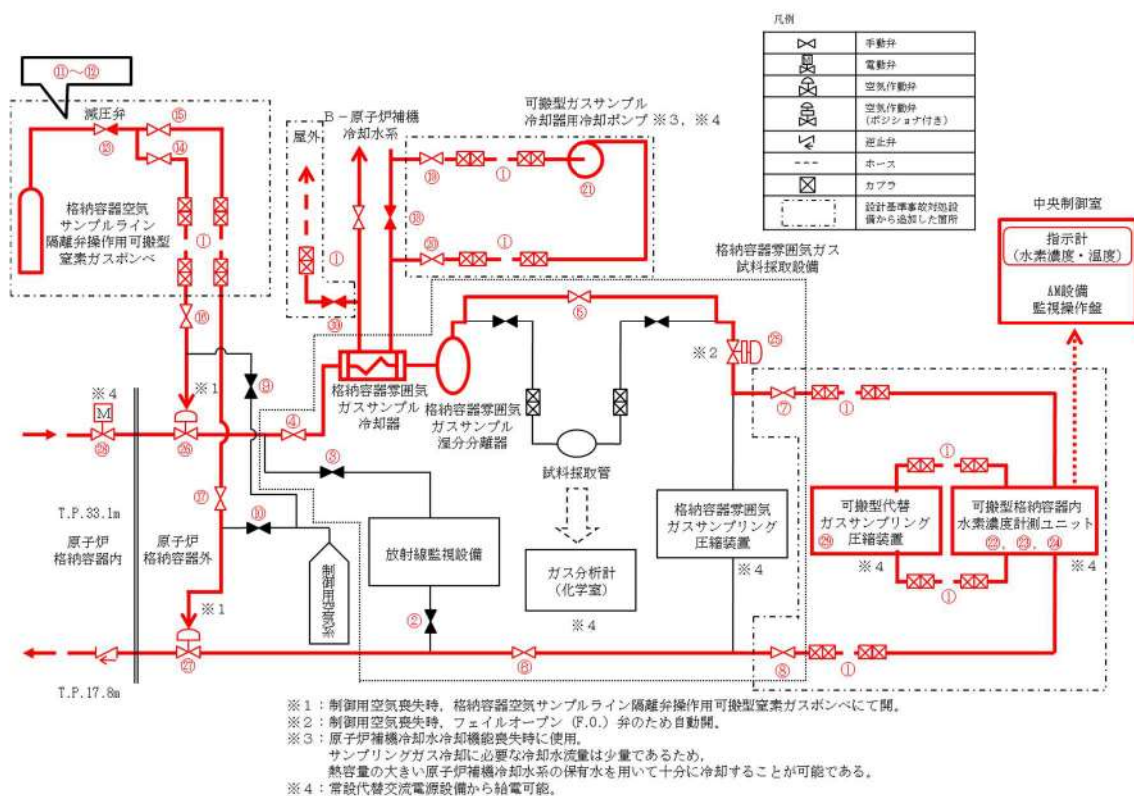 凡例
手動弁
電動弁
空気作動弁
空気作動弁
(ポジショナ付き)
逆止弁
ホース
カプラ
設計基準事故対処設
備から追加した箇所
⑪～⑫
減圧弁
⑮
⑬
⑭
格納容器空気
サンプルライン
隔離弁操作用可搬型
窒素ガスボンベ
①
⑯
屋外
B－原子炉補機
冷却水系
①
㉚
可搬型ガスサンプル
冷却器用冷却ポンプ ※3，※4
⑲
①
㉑
⑱
⑳
①
格納容器雰囲気ガス
試料採取設備
中央制御室
指示計
(水素濃度・温度)
AM設備
監視操作盤
⑥
※2
㉕
※1
⑨
※4
M
㉘
㉖
④
格納容器雰囲気
ガスサンプル
冷却器
格納容器雰囲気
ガスサンプル
湿分分離器
③
試料採取管
⑦
①
①
T.P.33.1m
⑰
⑩
原子炉
格納容器内
原子炉
格納容器外
制御用空気系
放射線監視設備
②
ガス分析計
(化学室)
※4
格納容器雰囲気
ガスサンプリング
圧縮装置
※4
可搬型代替
ガスサンプリング
㉙ 圧縮装置
※4
可搬型格納容器内
水素濃度計測ユニット
㉒，㉓，㉔
※4
①
※1
㉗
⑧
①
T.P.17.8m
※1：制御用空気喪失時，格納容器空気サンプルライン隔離弁操作用可搬型窒素ガスボンベにて開。
※2：制御用空気喪失時，フェイルオープン（F.O.）弁のため自動開。
※3：原子炉補機冷却水冷却機能喪失時に使用。
サンプリングガス冷却に必要な冷却水流量は少量であるため，
熱容量の大きい原子炉補機冷却水系の保有水を用いて十分に冷却することが可能である。
※4：常設代替交流電源設備から給電可能。